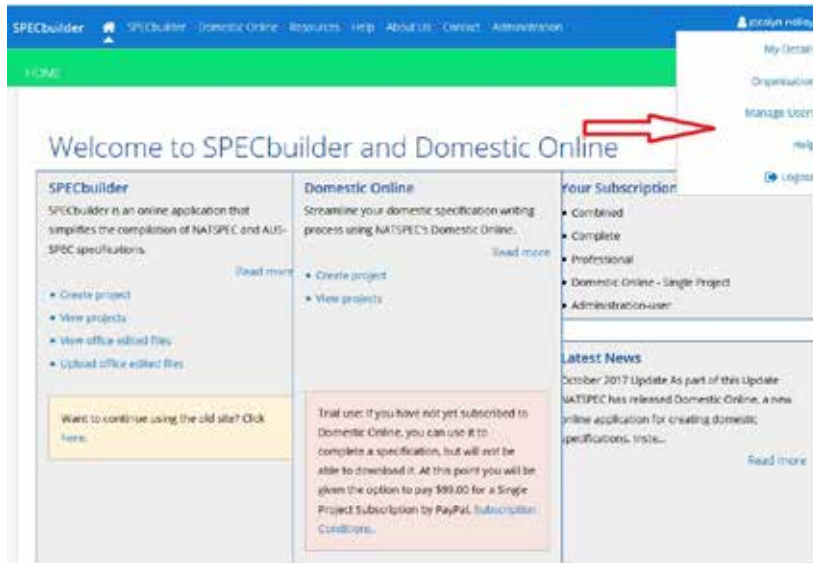 SPECbuilder SPECbuilder Domestic Online Resources Help About Us Contact Administration
My Detail
Organisation
Manage User
Help
Logout
HOME
Welcome to SPECbuilder and Domestic Online
SPECbuilder
SPECbuilder is an online application that
simplifies the compilation of NATSPEC and AUS-
SPEC specifications.
Read more
Create project
View projects
View office edited files
Upload office edited files
Want to continue using the old site? Click
here.
Domestic Online
Streamline your domestic specification writing
process using NATSPEC's Domestic Online.
Read more
Create project
View projects
Trial use: If you have not yet subscribed to
Domestic Online, you can use it to
complete a specification, but will not be
able to download it. At this point you will be
given the option to pay $99.00 for a Single
Project Subscription by PayPal. Subscription
Conditions.
Your Subscription
Combined
Complete
Professional
Domestic Online - Single Project
Administration-user
Latest News
October 2017 Update As part of this Update
NATSPEC has released Domestic Online, a new
online application for creating domestic
specifications. Inste...
Read more